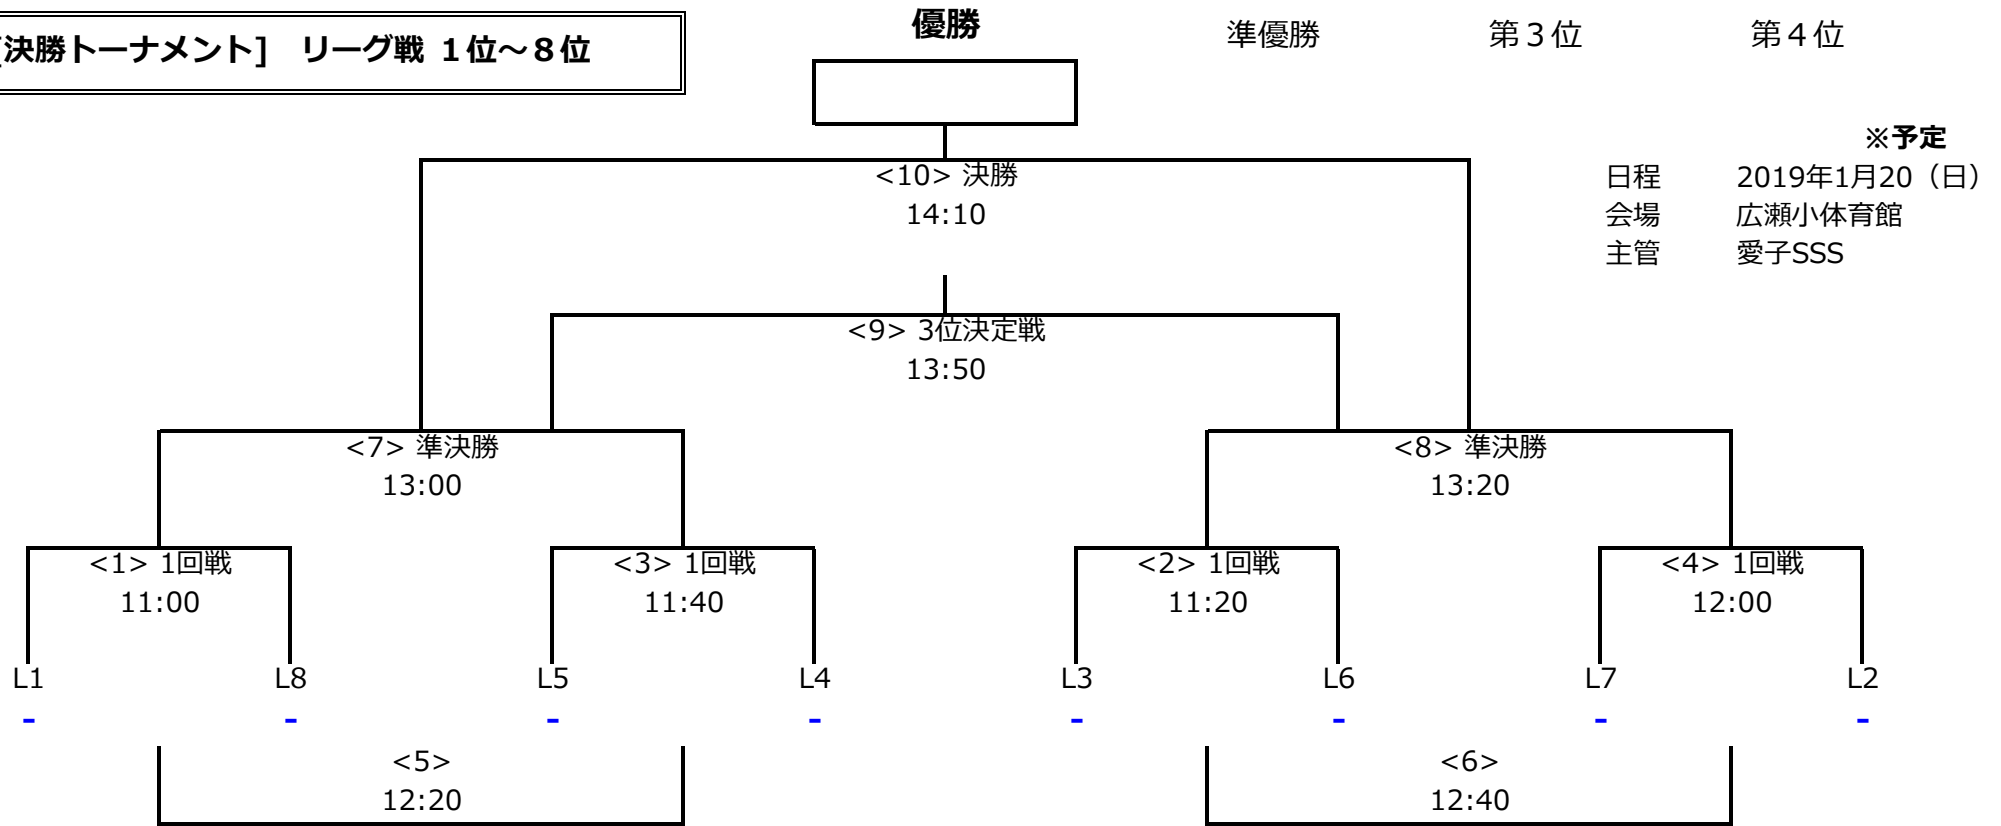 [決勝トーナメント]　リーグ戦 １位～８位
優勝
準優勝　第３位　第４位
※予定
日程　2019年1月20（日）
会場　広瀬小体育館
主管　愛子SSS
<10> 決勝
14:10
<9> 3位決定戦
13:50
<7> 準決勝　<8> 準決勝
13:00　13:20
<1> 1回戦　<3> 1回戦　<2> 1回戦　<4> 1回戦
11:00　11:40　11:20　12:00
L1　L8　L5　L4　L3　L6　L7　L2
-　-　-　-　-　-　-　-
<5>　<6>
12:20　12:40